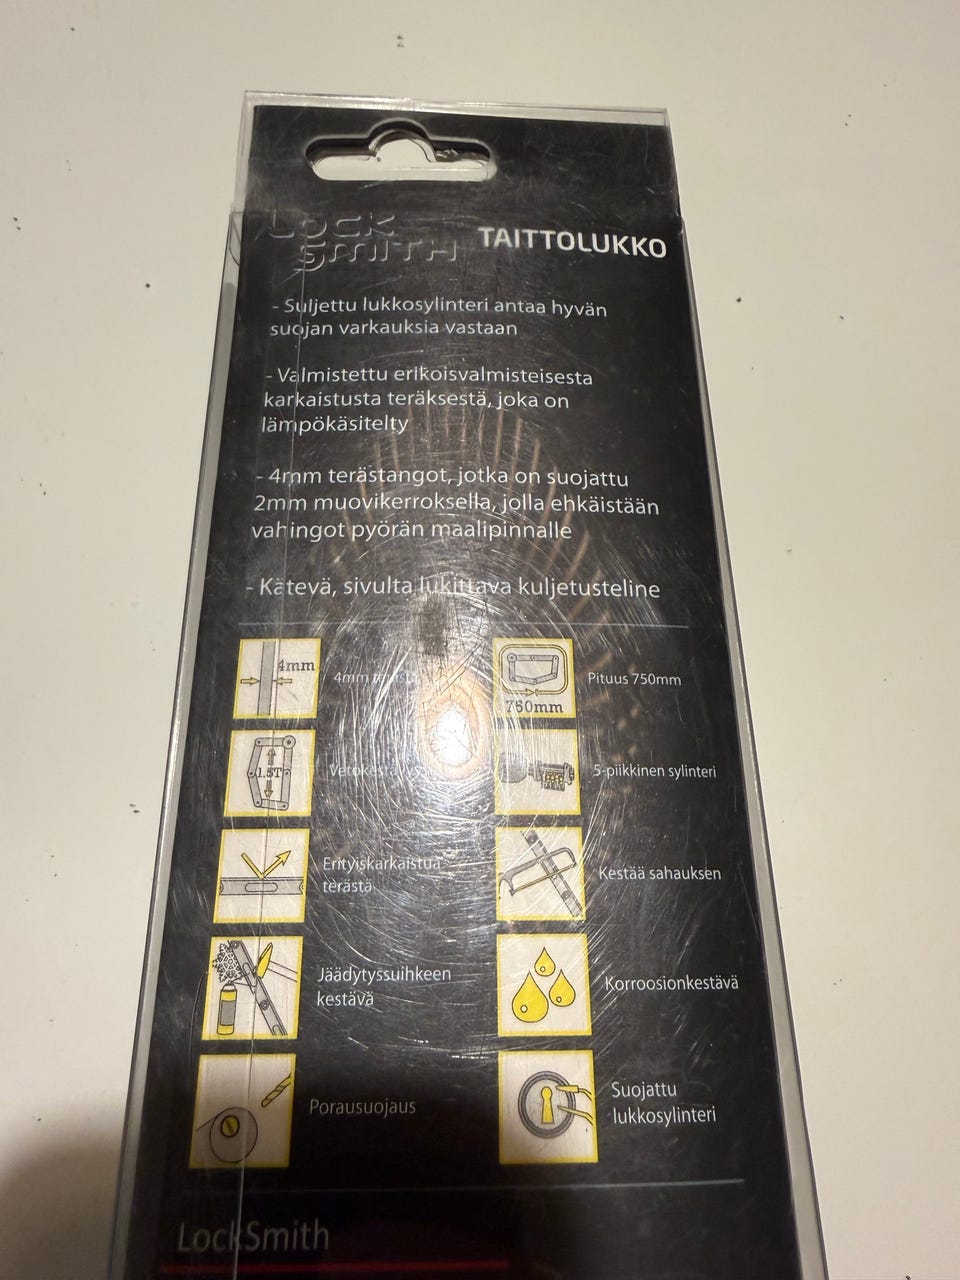 LOCK
SMITH
TAITTOLUKKO
- Suljettu lukkosylinteri antaa hyvän
suojan varkauksia vastaan
- Valmistettu erikoisvalmisteisesta
karkaistusta teräksestä, joka on
lämpökäsitelty
- 4mm terästangot, jotka on suojattu
2mm muovikerroksella, jolla ehkäistään
vahingot pyörän maalipinnalle
- Kätevä, sivulta lukittava kuljetusteline
4mm
4mm terästä
750mm
Pituus 750mm
1.5T
5-piikkinen sylinteri
Erityiskarkaistua
terästä
Kestää sahauksen
Jäädytyssuihkeen
kestävä
Korroosionkestävä
Porausuojaus
Suojattu
lukkosylinteri
LockSmith